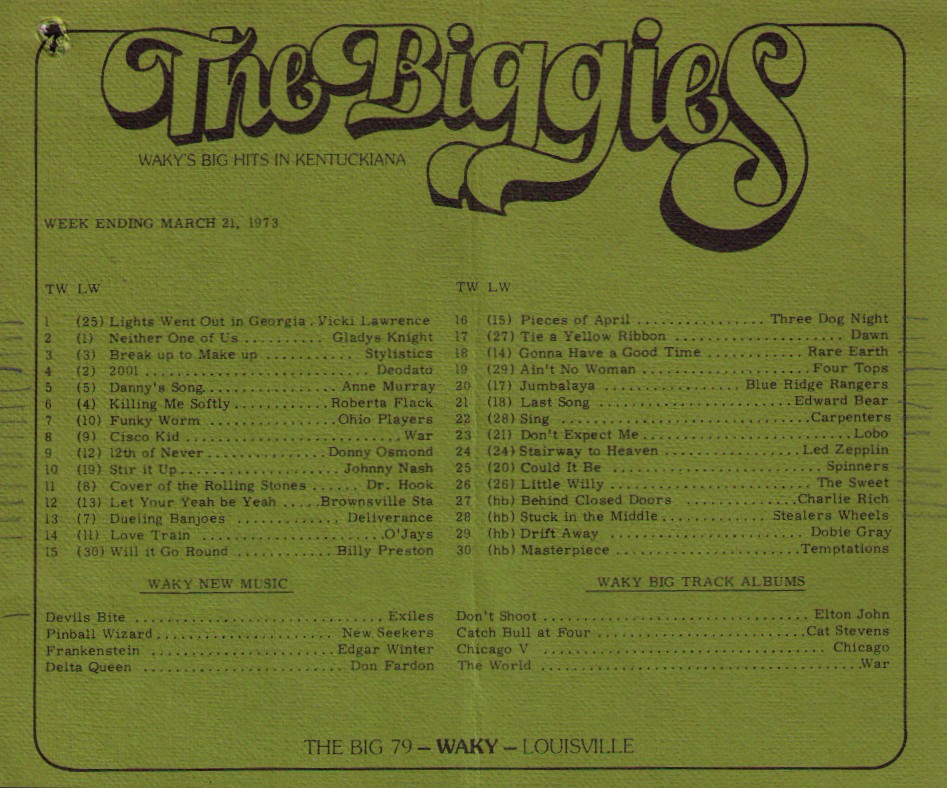 The Biggies
WAKY'S BIG HITS IN KENTUCKIANA
WEEK ENDING MARCH 21, 1973
TW LW
1 (25) Lights Went Out in Georgia . Vicki Lawrence
2 (1) Neither One of Us .......... Gladys Knight
3 (3) Break up to Make up ............ Stylistics
4 (2) 2001 ................................ Deodato
5 (5) Danny's Song.................. Anne Murray
6 (4) Killing Me Softly ............ Roberta Flack
7 (10) Funky Worm ..................Ohio Players
8 (9) Cisco Kid ..............................War
9 (12) 12th of Never ................Donny Osmond
10 (19) Stir it Up......................Johnny Nash
11 (8) Cover of the Rolling Stones ...... Dr. Hook
12 (13) Let Your Yeah be Yeah .....Brownsville Sta
13 (7) Dueling Banjoes .............. Deliverance
14 (11) Love Train .........................O'Jays
15 (30) Will it Go Round ............ Billy Preston
TW LW
16 (15) Pieces of April ................ Three Dog Night
17 (27) Tie a Yellow Ribbon ........................ Dawn
18 (14) Gonna Have a Good Time ............ Rare Earth
19 (29) Ain't No Woman ...................... Four Tops
20 (17) Jumbalaya ................... Blue Ridge Rangers
21 (18) Last Song ............................ Edward Bear
22 (28) Sing ..................................Carpenters
23 (21) Don't Expect Me ..........................Lobo
24 (24) Stairway to Heaven .................Led Zepplin
25 (20) Could It Be .......................... Spinners
26 (26) Little Willy ........................ The Sweet
27 (hb) Behind Closed Doors ...............Charlie Rich
28 (hb) Stuck in the Middle.............. Stealers Wheels
29 (hb) Drift Away .......................... Dobie Gray
30 (hb) Masterpiece ........................Temptations
WAKY NEW MUSIC
Devils Bite ................................ Exiles
Pinball Wizard...................... New Seekers
Frankenstein .........................Edgar Winter
Delta Queen .......................... Don Fardon
WAKY BIG TRACK ALBUMS
Don't Shoot .................................. Elton John
Catch Bull at Four ............................Cat Stevens
Chicago V .................................... Chicago
The World ........................................War
THE BIG 79 – WAKY – LOUISVILLE